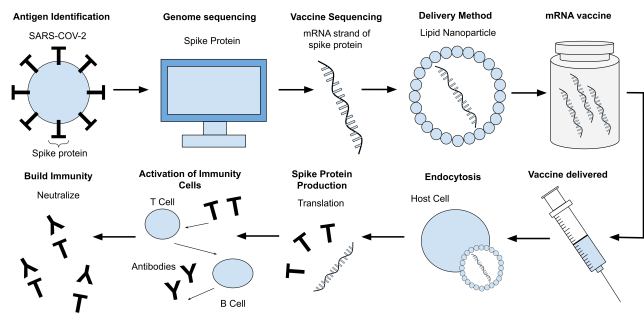 Antigen Identification
SARS-COV-2
Spike protein
Genome sequencing
Spike Protein
Vaccine Sequencing
mRNA strand of
spike protein
Delivery Method
Lipid Nanoparticle
mRNA vaccine
Vaccine delivered
Endocytosis
Host Cell
Spike Protein
Production
Translation
Activation of Immunity
Cells
T Cell
Antibodies
B Cell
Build Immunity
Neutralize